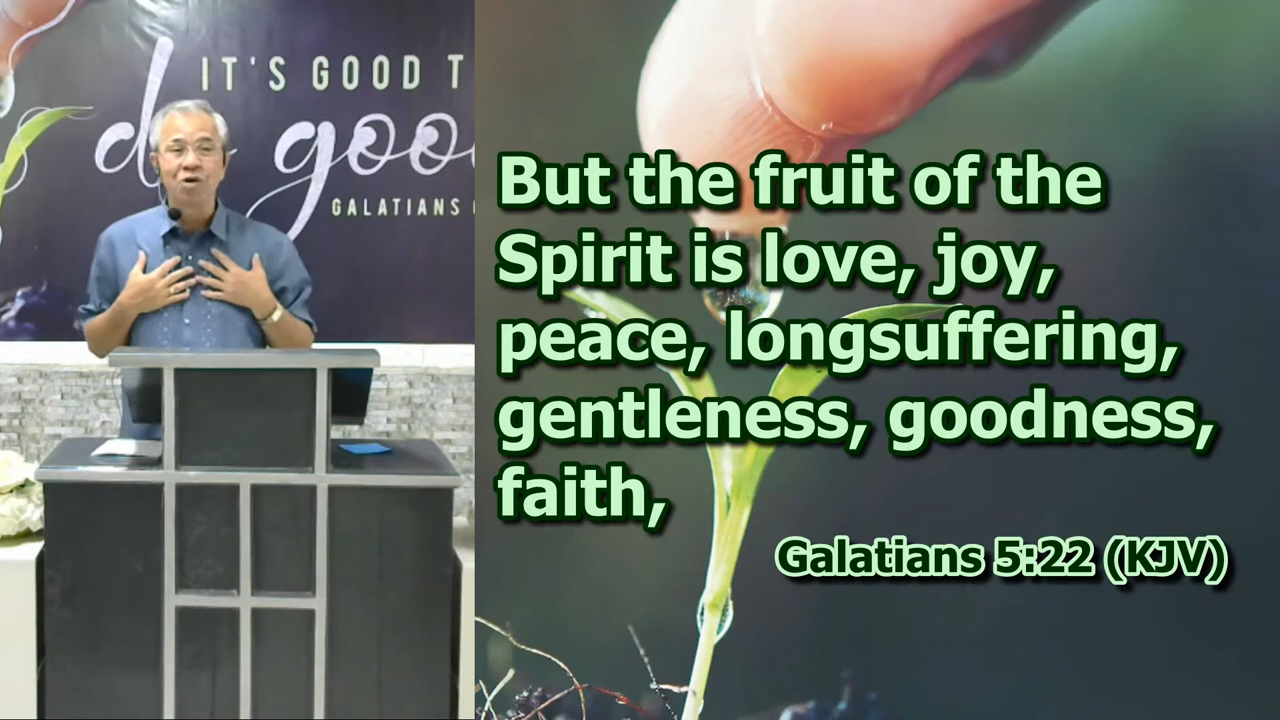 IT'S GOOD T
do goo
GALATIANS
But the fruit of the
Spirit is love, joy,
peace, longsuffering,
gentleness, goodness,
faith,
Galatians 5:22 (KJV)